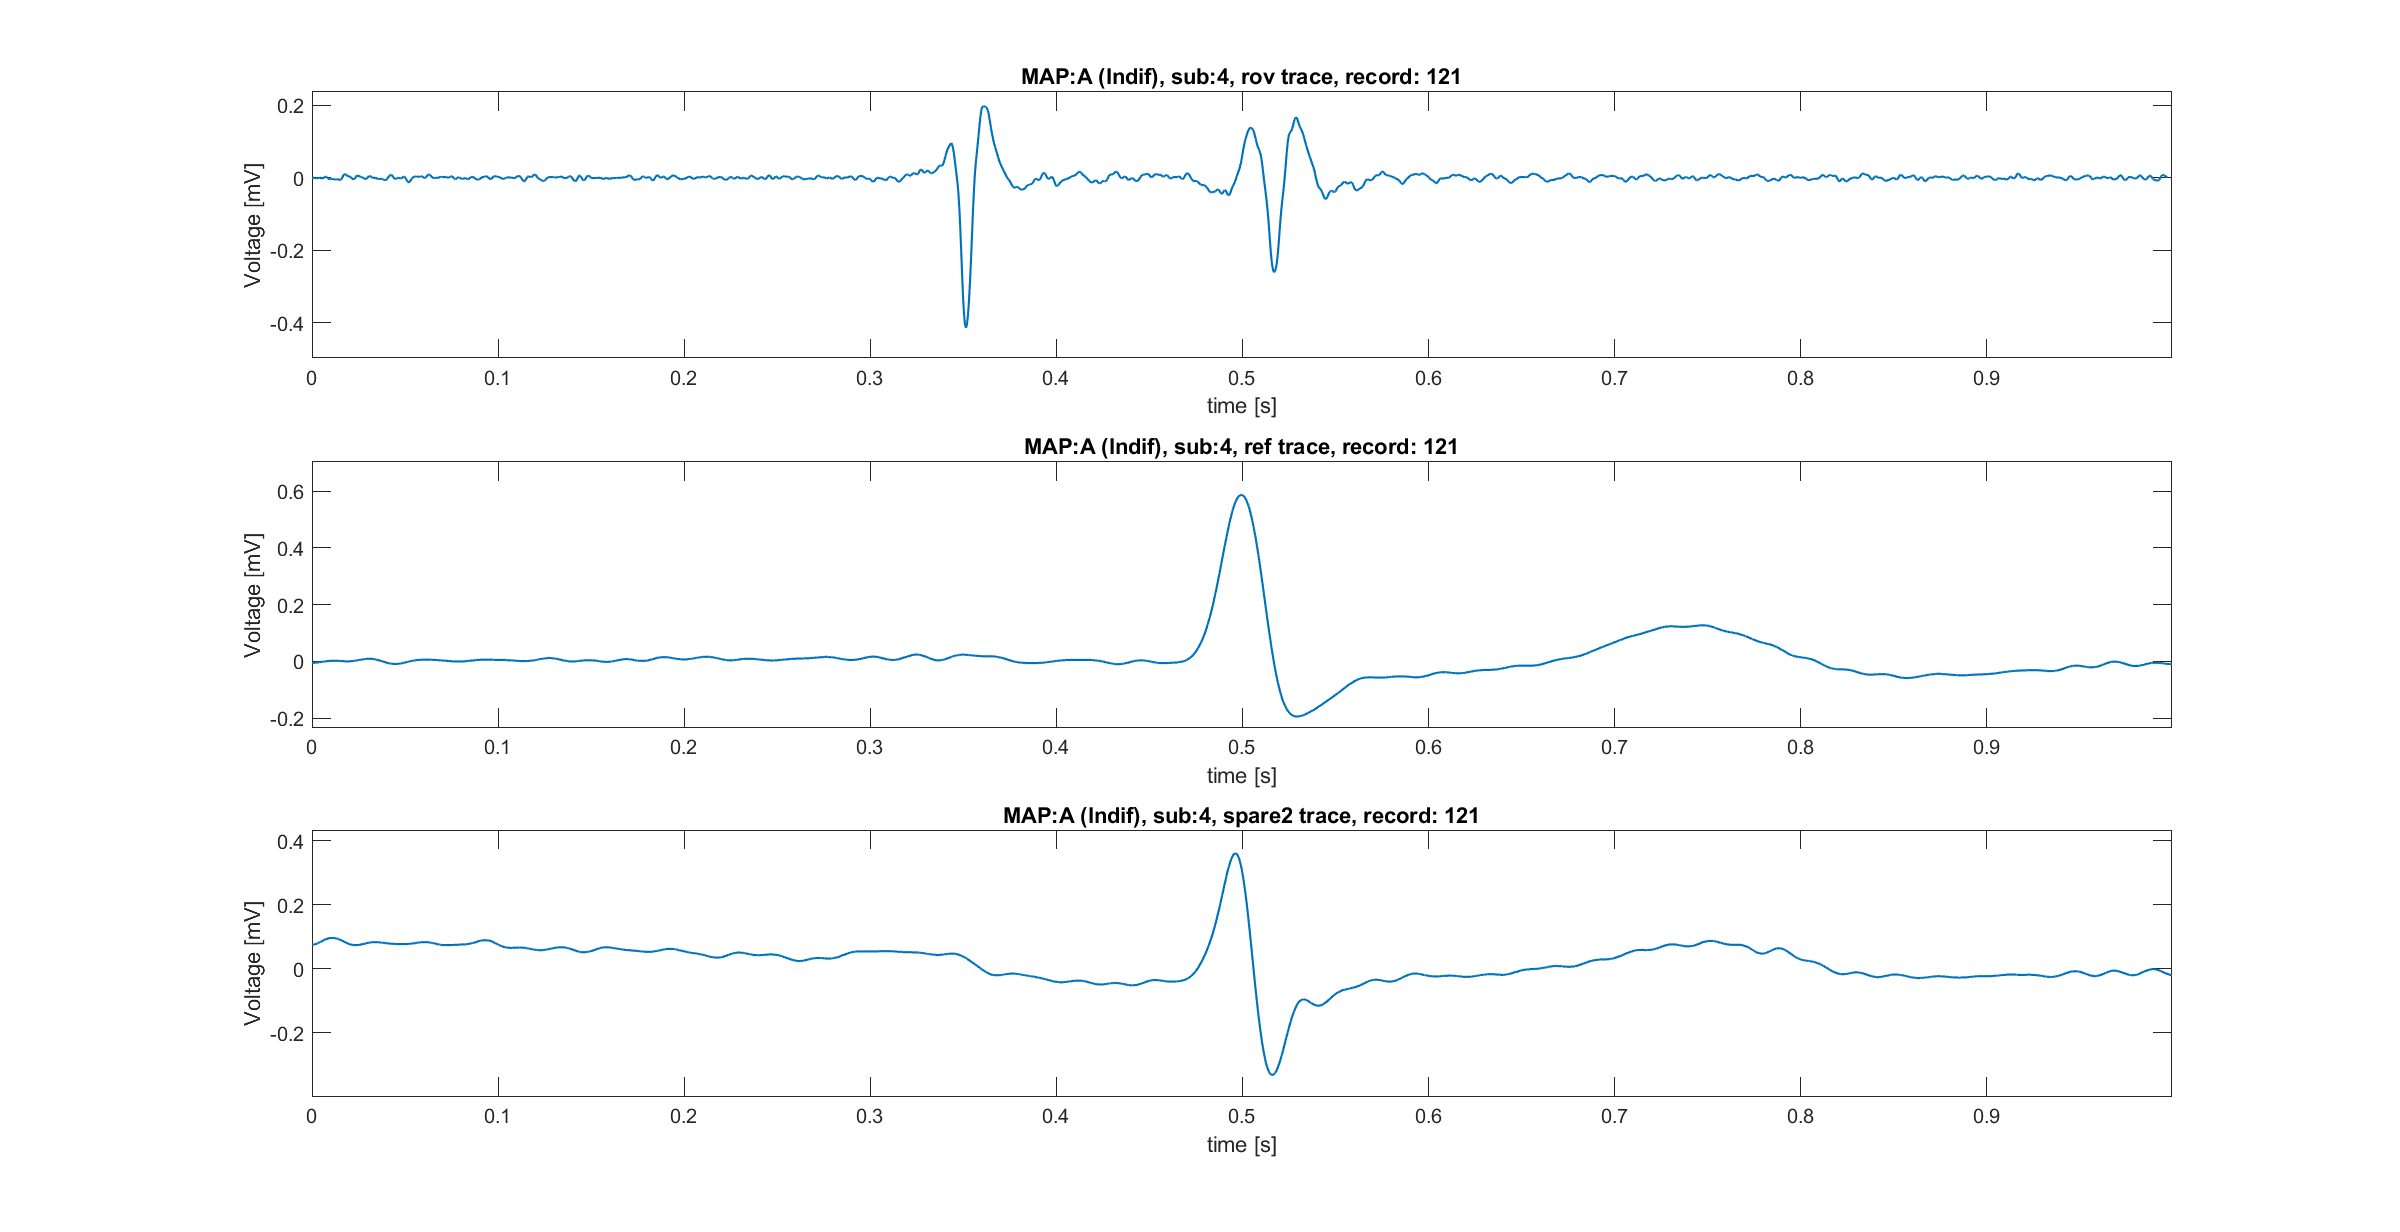 MAP:A (Indif), sub:4, rov trace, record: 121
0.2
0
-0.2
-0.4
Voltage [mV]
0 0.1 0.2 0.3 0.4 0.5 0.6 0.7 0.8 0.9
time [s]
MAP:A (Indif), sub:4, ref trace, record: 121
0.6
0.4
0.2
0
-0.2
Voltage [mV]
0 0.1 0.2 0.3 0.4 0.5 0.6 0.7 0.8 0.9
time [s]
MAP:A (Indif), sub:4, spare2 trace, record: 121
0.4
0.2
0
-0.2
Voltage [mV]
0 0.1 0.2 0.3 0.4 0.5 0.6 0.7 0.8 0.9
time [s]